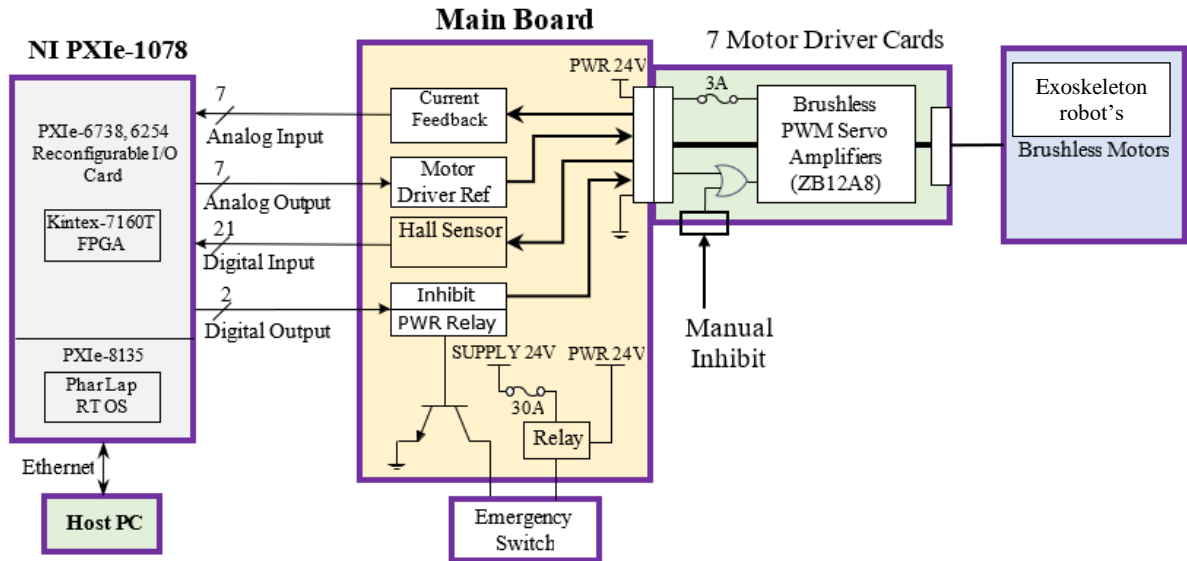 Main Board
NI PXIe-1078
7 Motor Driver Cards
PWR 24V
7
Analog Input
Current
Feedback
3A
Brushless
PWM Servo
Amplifiers
(ZB12A8)
Exoskeleton
robot's
Brushless Motors
PXIe-6738, 6254
Reconfigurable I/O
Card
7
Analog Output
Motor
Driver Ref
Kintex-7160T
FPGA
21
Digital Input
Hall Sensor
2
Digital Output
Inhibit
PWR Relay
Manual
Inhibit
PXIe-8135
Phar Lap
RT OS
SUPPLY 24V
PWR 24V
30A
Relay
Ethernet
Host PC
Emergency
Switch